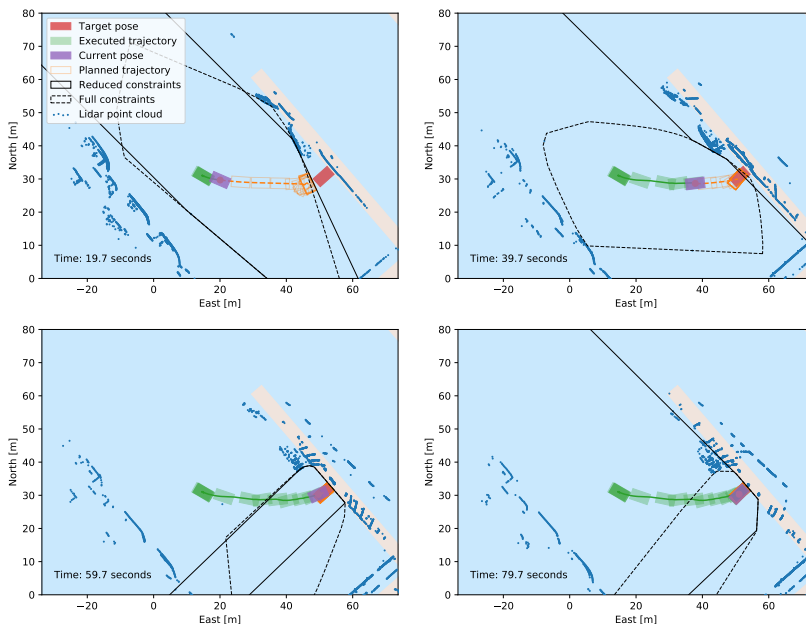 80
70
60
50
40
30
20
10
0
North [m]
Target pose
Executed trajectory
Current pose
Planned trajectory
Reduced constraints
Full constraints
Lidar point cloud
Time: 19.7 seconds
−20 0 20 40 60
East [m]
80
70
60
50
40
30
20
10
0
North [m]
Time: 39.7 seconds
−20 0 20 40 60
East [m]
80
70
60
50
40
30
20
10
0
North [m]
Time: 59.7 seconds
−20 0 20 40 60
East [m]
80
70
60
50
40
30
20
10
0
North [m]
Time: 79.7 seconds
−20 0 20 40 60
East [m]